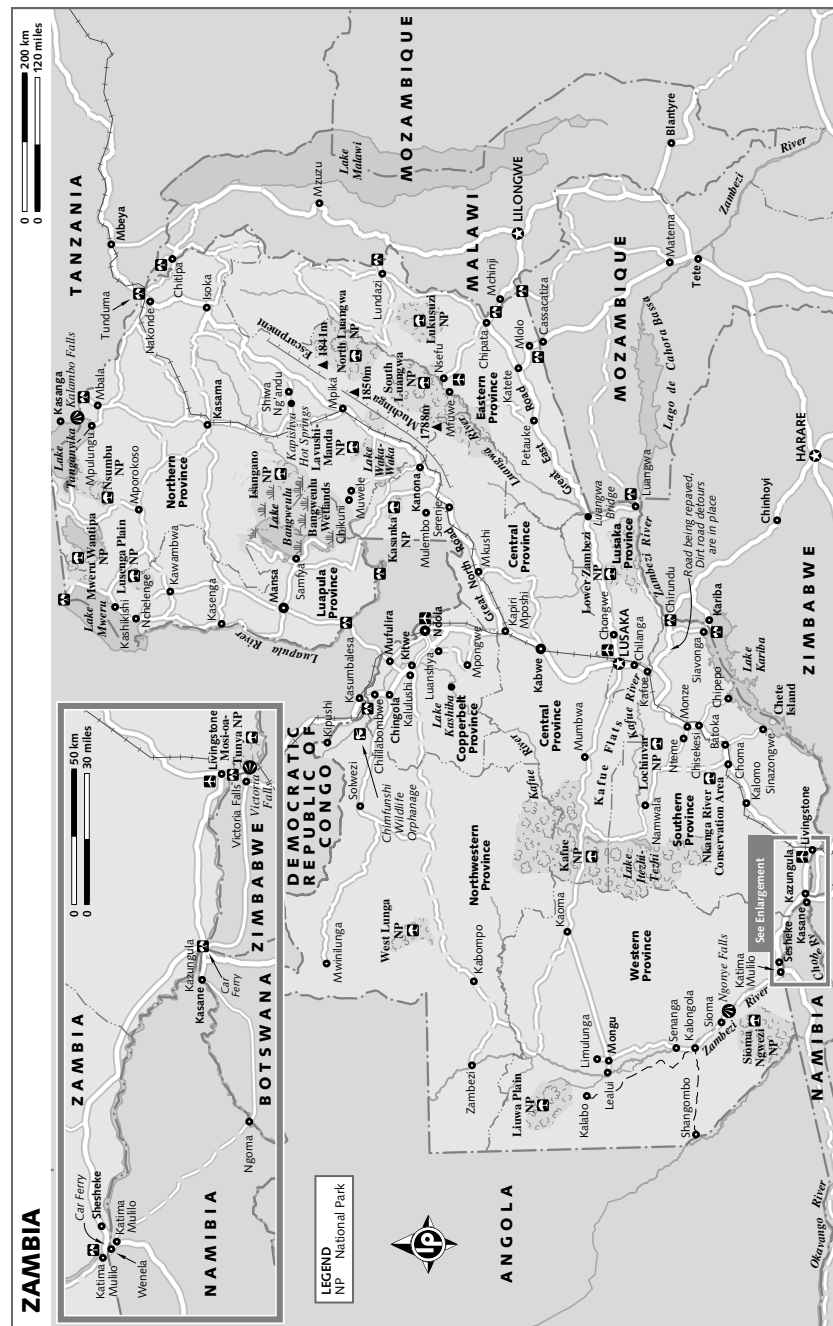 ZAMBIA
0 200 km
0 120 miles
0 50 km
0 30 miles
ZAMBIA
Katima
Mulilo
Car Ferry
Shesheke
Katima
Mulilo
Wenela
NAMIBIA
Ngoma
BOTSWANA
Kasane
Kazungula
Car
Ferry
ZIMBABWE
Livingstone
Mosi-oa-
Tunya NP
Victoria Falls
Victoria
Falls
LEGEND
NP National Park
lp
ANGOLA
DEMOCRATIC
REPUBLIC OF
CONGO
TANZANIA
Mbeya
Tunduma
Nakonde
Chitipa
Isoka
Kasanga
Kalambo Falls
Mbala
Lake
Tanganyika
Mpulungu
Nsumbu
NP
Mporokoso
Northern
Province
Kasama
Mweru Wantipa
NP
Lusenga Plain
NP
Lake
Mweru
Kashikishi
Nchelenge
Kawambwa
Kasenga
Luapula River
Mansa
Samfya
Luapula
Province
Isangano
NP
Lake
Bangweulu
Bangweulu
Wetlands
Chikuni
Muwele
Shiwa
Ng'andu
Kapishya
Hot Springs
Lavushi-
Manda
NP
Mpika
Lake
Waka-
Waka
Kasanka
NP
Kanona
Mulembo
Serenje
Great North Road
Mkushi
Central
Province
Kapiri
Mposhi
Muchinga
Escarpment
1841m
North Luangwa
NP
1850m
South
Luangwa
NP
1788m
Mfuwe
Nsefu
Lukusuzi
NP
Lundazi
Mzuzu
Lake
Malawi
MOZAMBIQUE
MALAWI
LILONGWE
Mchinji
Chipata
Eastern
Province
Katete
Mlolo
Cassacatiza
Petauke
Great East Road
Luangwa River
MOZAMBIQUE
Matema
Tete
Blantyre
Zambezi River
Lago de Cahora Bassa
Luangwa
Bridge
Luangwa
Lusaka
Province
Lower Zambezi
NP
Zambezi River
Road being repaved,
Dirt road detours
are in place
Chongwe
LUSAKA
Chilanga
Kafue
Kafue River
Chirundu
Kariba
Siavonga
Lake
Kariba
Chete
Island
Chinhoyi
HARARE
ZIMBABWE
Kasumbalesa
Kipushi
Mufulira
Kitwe
Ndola
Luanshya
Mpongwe
Kalulushi
Chingola
Chililabombwe
Lake
Kashiba
Copperbelt
Province
Solwezi
Chimfunshi
Wildlife
Orphanage
Mwinilunga
West Lunga
NP
Northwestern
Province
Kabompo
Zambezi
Kabwe
Central
Province
Mumbwa
Kafue River
Kafue Flats
Kafue
NP
Lake
Itezhi-
Tezhi
Namwala
Lochinvar
NP
Nteme
Monze
Chisekesi
Batoka
Chipepo
Choma
Kalomo
Sinazongwe
Southern
Province
Nkanga River
Conservation Area
Livingstone
Kazungula
Kasane
See Enlargement
Sesheke
Katima
Mulilo
Chobe Rv
Ngonye Falls
Zambezi River
Sioma
Sioma
Ngwezi
NP
Kalongola
Senanga
Western
Province
Kaoma
Limulunga
Mongu
Lealui
Kalabo
Liuwa Plain
NP
Shangombo
NAMIBIA
Okavango River